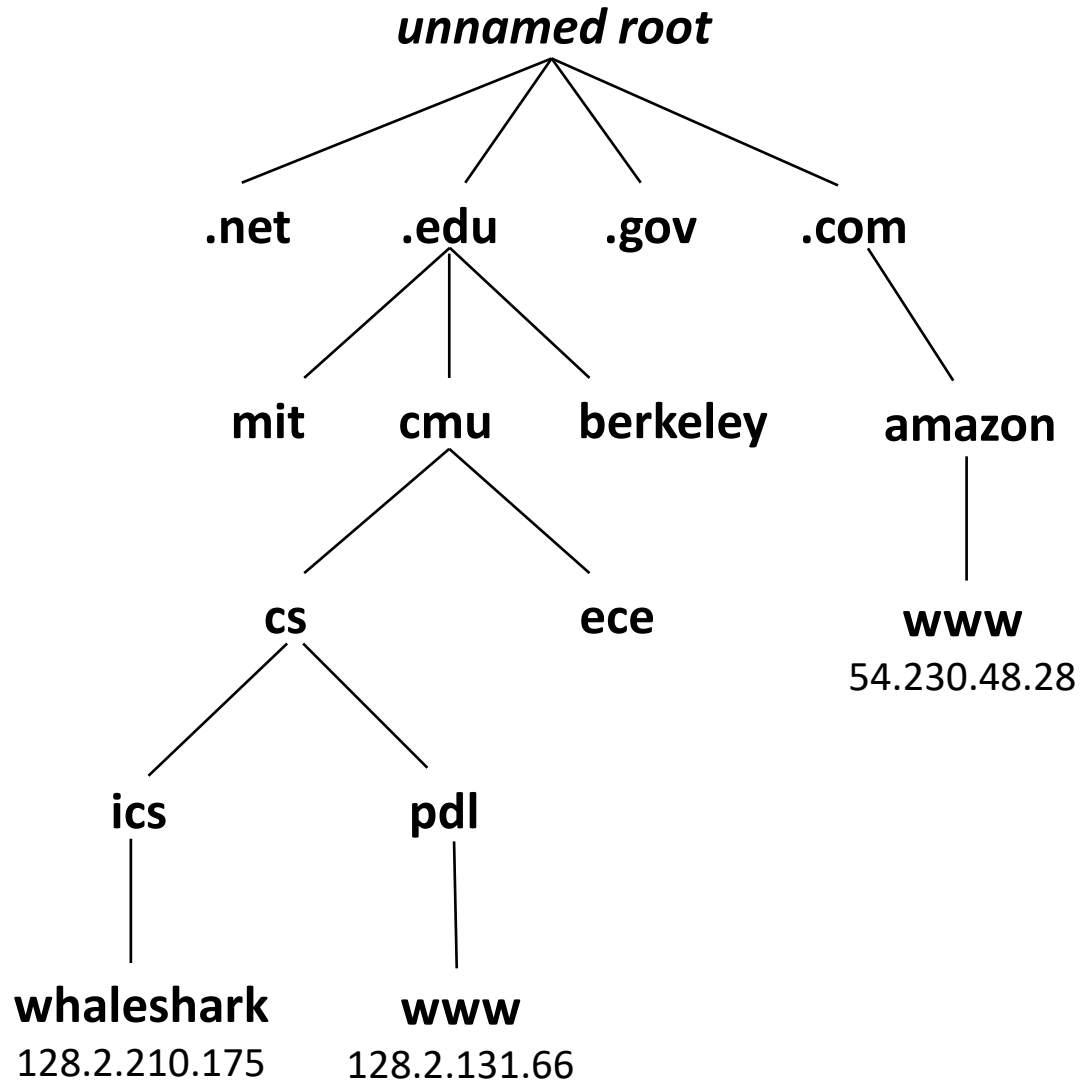 unnamed root
.net .edu .gov .com
mit cmu berkeley amazon
cs ece www
54.230.48.28
ics pdl
whaleshark www
128.2.210.175 128.2.131.66